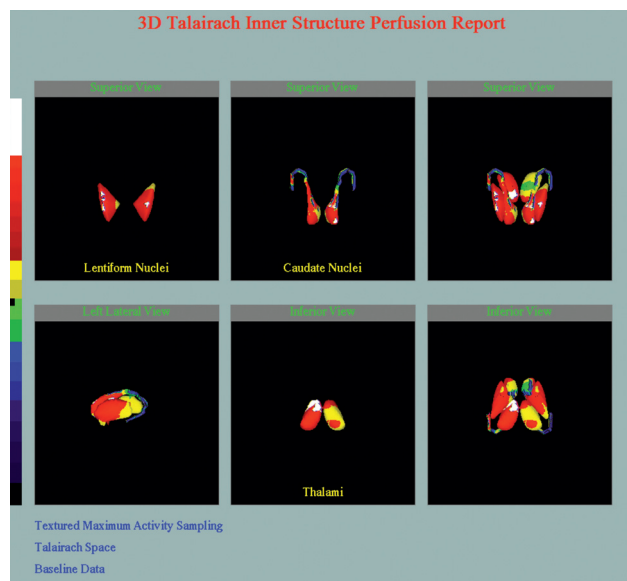 3D Talairach Inner Structure Perfusion Report
Superior View
Superior View
Superior View
Lentiform Nuclei
Caudate Nuclei
Left Lateral View
Inferior View
Inferior View
Thalami
Textured Maximum Activity Sampling
Talairach Space
Baseline Data